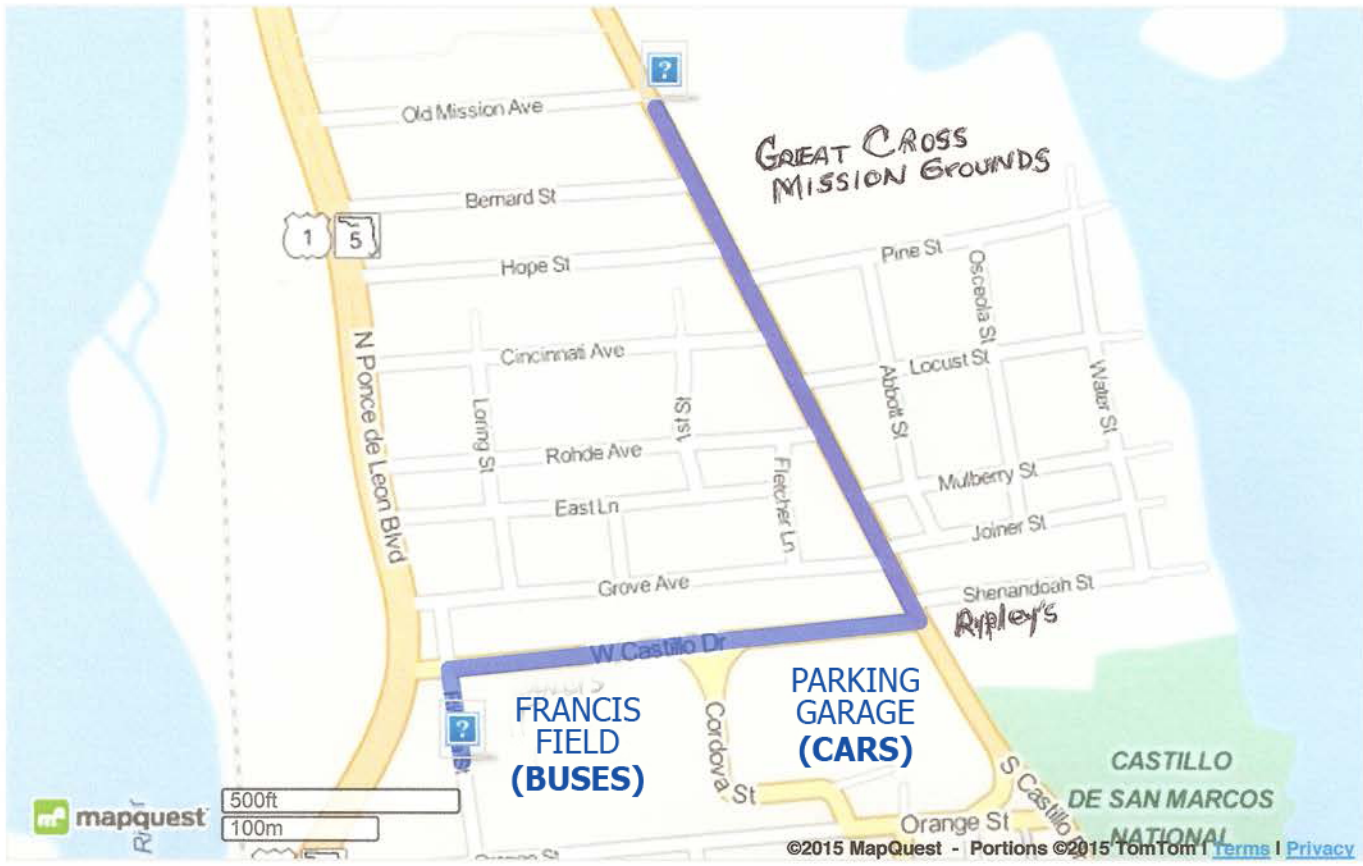 ?
Old Mission Ave
GREAT CROSS
MISSION GROUNDS
Bernard St
1
5
Hope St
Pine St
Osceola St
N Ponce de Leon Blvd
Cincinnati Ave
Loring St
1st St
Locust St
Abbott St
Water St
Rohde Ave
Fletcher Ln
Mulberry St
East Ln
Joiner St
Grove Ave
Shenandoah St
Rypley's
W Castillo Dr
FRANCIS
FIELD
(BUSES)
?
Cordova St
PARKING
GARAGE
(CARS)
S Castillo
CASTILLO
DE SAN MARCOS
NATIONAL
Orange St
mapquest
500ft
100m
©2015 MapQuest - Portions ©2015 TomTom | Terms | Privacy